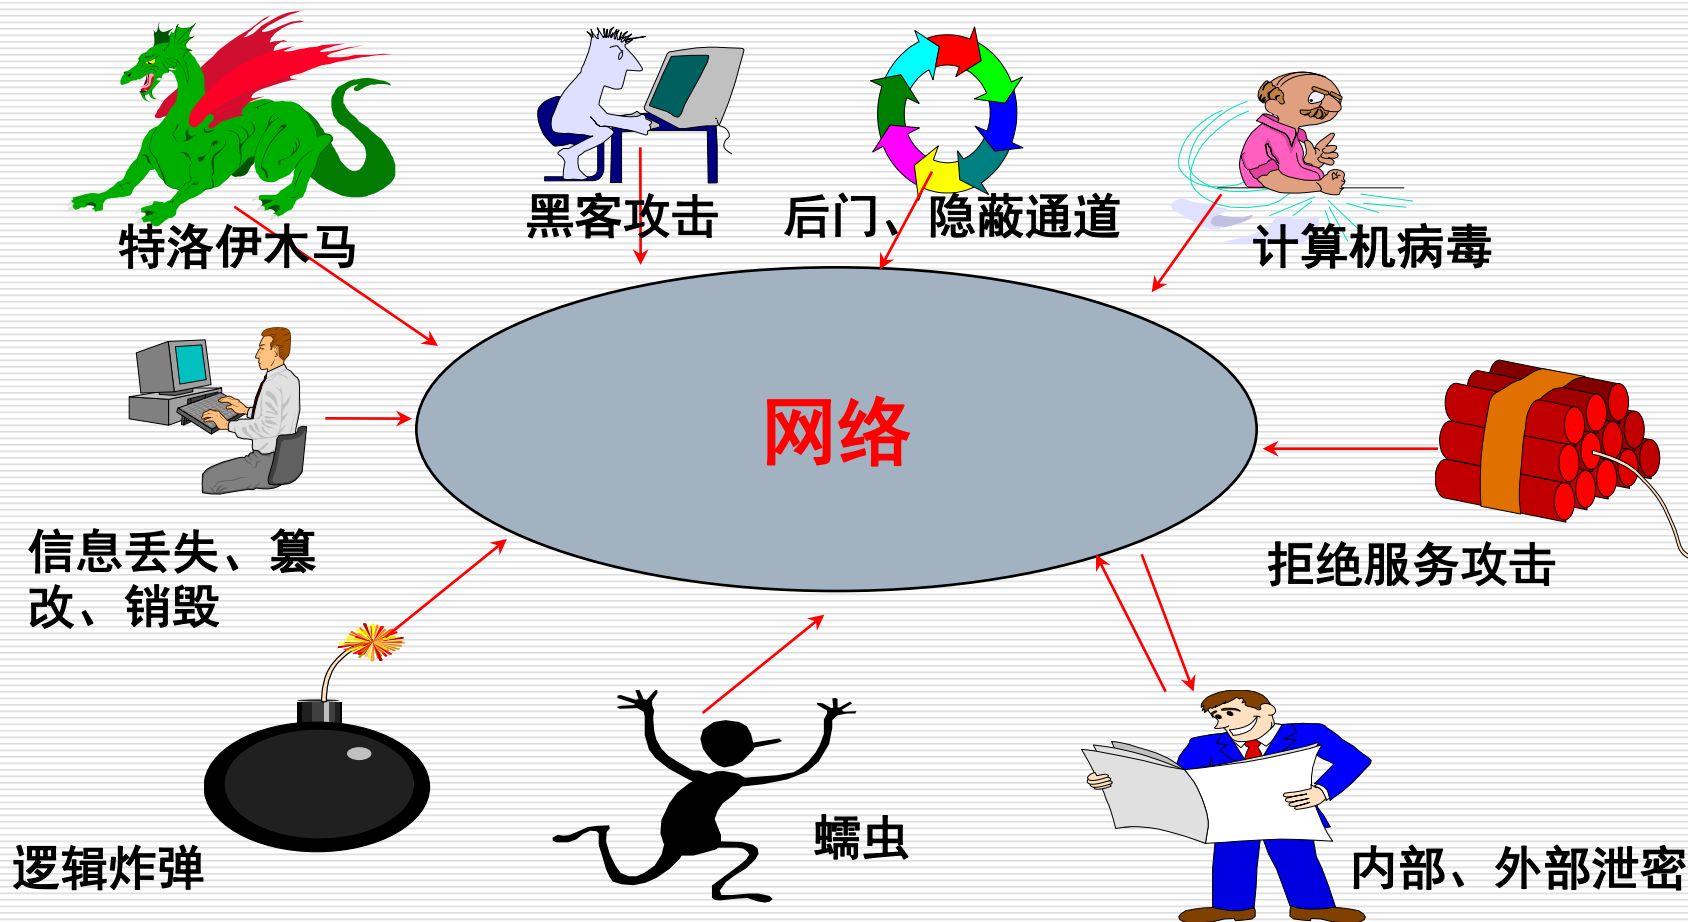 黑客攻击
后门、隐蔽通道
特洛伊木马
计算机病毒
网络
信息丢失、篡
改、销毁
拒绝服务攻击
蠕虫
逻辑炸弹
内部、外部泄密